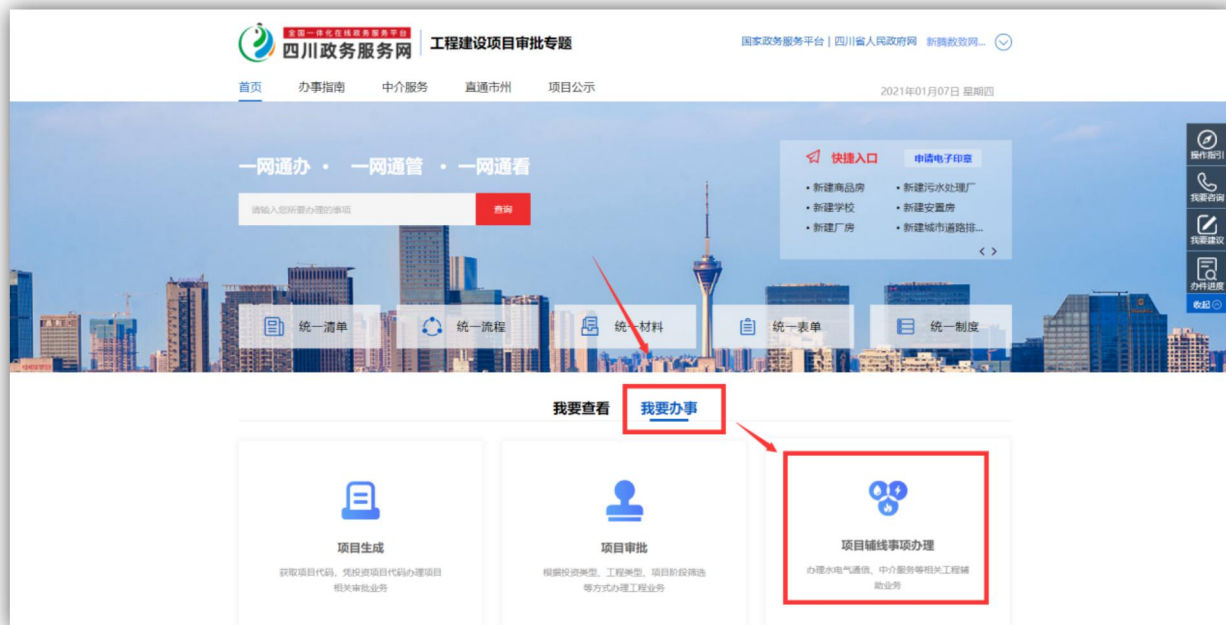 全国一体化在线政务服务平台
四川政务服务网
工程建设项目审批专题
国家政务服务平台 | 四川省人民政府网 新腾数致网...
首页 办事指南 中介服务 直通市州 项目公示
2021年01月07日 星期四
一网通办 · 一网通管 · 一网通看
请输入您所要办理的事项 查询
快捷入口 申请电子印章
• 新建商品房 • 新建污水处理厂
• 新建学校 • 新建安置房
• 新建厂房 • 新建城市道路排...
< >
操作指引
我要咨询
我要建议
办件进度
收起
统一清单 统一流程 统一材料 统一表单 统一制度
我要查看 我要办事
项目生成
获取项目代码，凭投资项目代码办理项目
相关审批业务
项目审批
根据投资类型、工程类型、项目阶段筛选
等方式办理工程业务
项目辅线事项办理
办理水电气通信、中介服务等相关工程辅
助业务